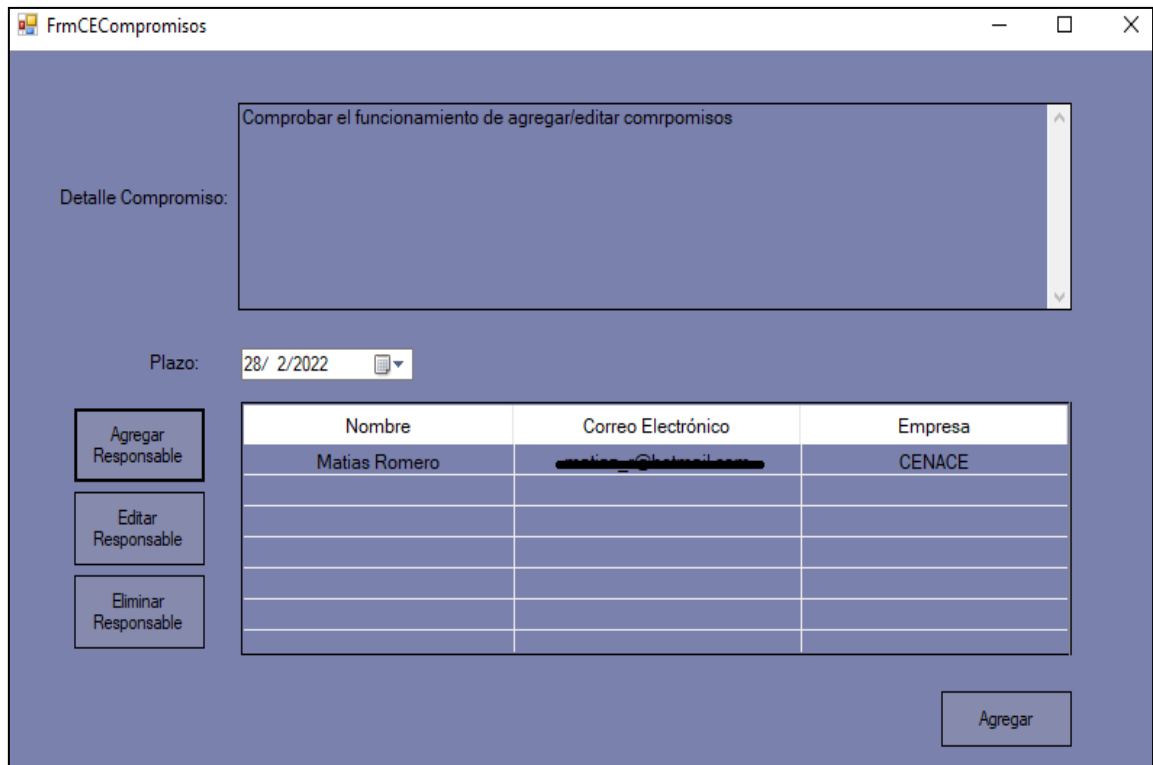 FrmCECompromisos
Comprobar el funcionamiento de agregar/editar comrpomisos
Detalle Compromiso:
Plazo:
28/ 2/2022
Agregar
Responsable
Editar
Responsable
Eliminar
Responsable
Nombre Correo Electrónico Empresa
Matias Romero CENACE
Agregar